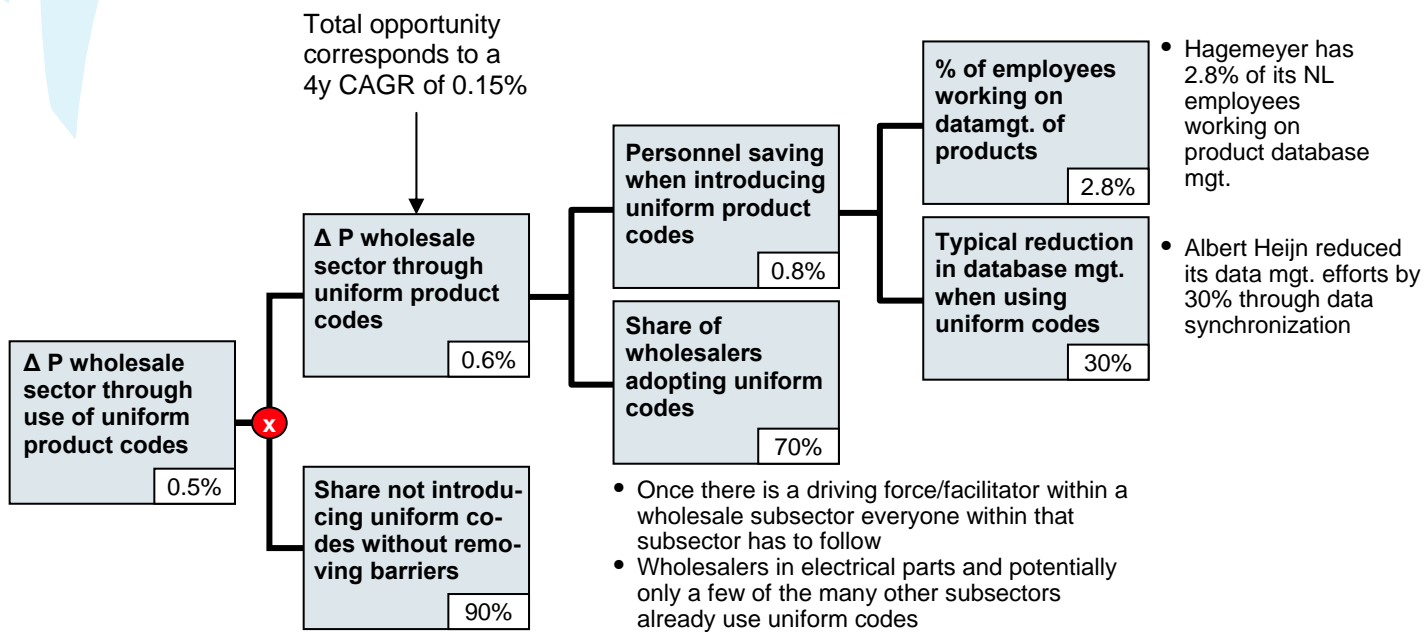 Total opportunity
corresponds to a
4y CAGR of 0.15%
Δ P wholesale
sector through
use of uniform
product codes
0.5%
x
Δ P wholesale
sector through
uniform product
codes
0.6%
Share not introdu-
cing uniform co-
des without remo-
ving barriers
90%
Personnel saving
when introducing
uniform product
codes
0.8%
Share of
wholesalers
adopting uniform
codes
70%
• Once there is a driving force/facilitator within a
wholesale subsector everyone within that
subsector has to follow
• Wholesalers in electrical parts and potentially
only a few of the many other subsectors
already use uniform codes
% of employees
working on
datamgt. of
products
2.8%
• Hagemeyer has
2.8% of its NL
employees
working on
product database
mgt.
Typical reduction
in database mgt.
when using
uniform codes
30%
• Albert Heijn reduced
its data mgt. efforts by
30% through data
synchronization